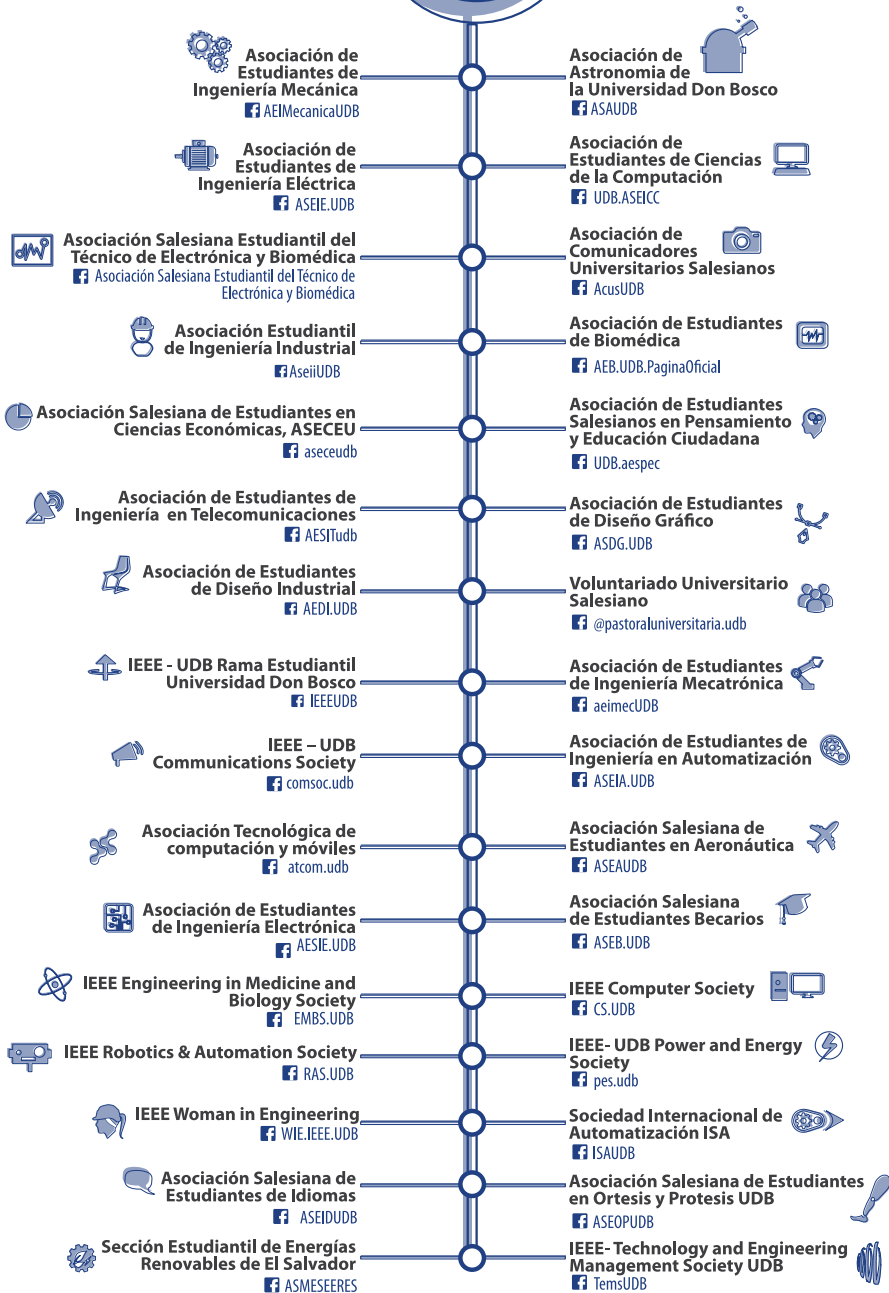 Asociación de
Estudiantes de
Ingeniería Mecánica
AEIMecanicaUDB
Asociación de
Astronomia de
la Universidad Don Bosco
ASAUDB
Asociación de
Estudiantes de
Ingeniería Eléctrica
ASEIE.UDB
Asociación de
Estudiantes de Ciencias
de la Computación
UDB.ASEICC
Asociación Salesiana Estudiantil del
Técnico de Electrónica y Biomédica
Asociación Salesiana Estudiantil del Técnico de
Electrónica y Biomédica
Asociación de
Comunicadores
Universitarios Salesianos
AcusUDB
Asociación Estudiantil
de Ingeniería Industrial
AseiiUDB
Asociación de Estudiantes
de Biomédica
AEB.UDB.PaginaOficial
Asociación Salesiana de Estudiantes en
Ciencias Económicas, ASECEU
aseceudb
Asociación de Estudiantes
Salesianos en Pensamiento
y Educación Ciudadana
UDB.aespec
Asociación de Estudiantes de
Ingeniería en Telecomunicaciones
AESITudb
Asociación de Estudiantes
de Diseño Gráfico
ASDG.UDB
Asociación de Estudiantes
de Diseño Industrial
AEDI.UDB
Voluntariado Universitario
Salesiano
@pastoraluniversitaria.udb
IEEE - UDB Rama Estudiantil
Universidad Don Bosco
IEEEUDB
Asociación de Estudiantes
de Ingeniería Mecatrónica
aeimecUDB
IEEE – UDB
Communications Society
comsoc.udb
Asociación de Estudiantes de
Ingeniería en Automatización
ASEIA.UDB
Asociación Tecnológica de
computación y móviles
atcom.udb
Asociación Salesiana de
Estudiantes en Aeronáutica
ASEAUDB
Asociación de Estudiantes
de Ingeniería Electrónica
AESIE.UDB
Asociación Salesiana
de Estudiantes Becarios
ASEB.UDB
IEEE Engineering in Medicine and
Biology Society
EMBS.UDB
IEEE Computer Society
CS.UDB
IEEE Robotics & Automation Society
RAS.UDB
IEEE- UDB Power and Energy
Society
pes.udb
IEEE Woman in Engineering
WIE.IEEE.UDB
Sociedad Internacional de
Automatización ISA
ISAUDB
Asociación Salesiana de
Estudiantes de Idiomas
ASEIDUDB
Asociación Salesiana de Estudiantes
en Ortesis y Protesis UDB
ASEOPUDB
Sección Estudiantil de Energías
Renovables de El Salvador
ASMESEERES
IEEE- Technology and Engineering
Management Society UDB
TemsUDB